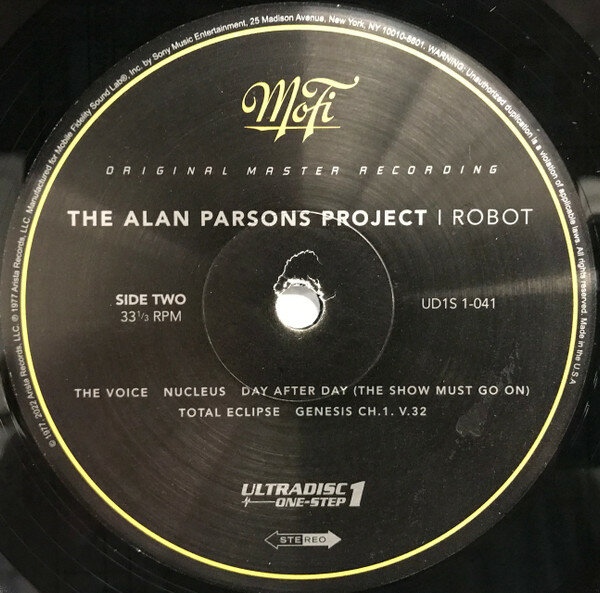 MoFi
ORIGINAL MASTER RECORDING
THE ALAN PARSONS PROJECT | I ROBOT
SIDE TWO
33 1/3 RPM
UD1S 1-041
THE VOICE NUCLEUS DAY AFTER DAY (THE SHOW MUST GO ON)
TOTAL ECLIPSE GENESIS CH.1. V.32
ULTRADISC
ONE-STEP 1
STEREO
© 1977, 2022 Arista Records, LLC. ℗ 1977 Arista Records, LLC. Manufactured for Mobile Fidelity Sound Lab®, Inc. by Sony Music Entertainment, 25 Madison Avenue, New York, NY 10010-8601. WARNING: Unauthorized duplication is a violation of applicable laws. All rights reserved. Made in the U.S.A